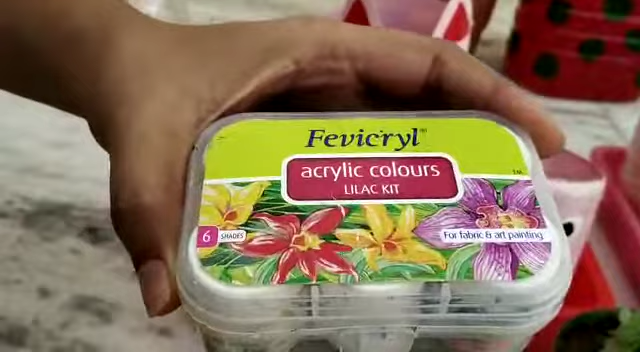 Fevicryl®
acrylic colours
LILAC KIT
6 SHADES
For fabric & art painting